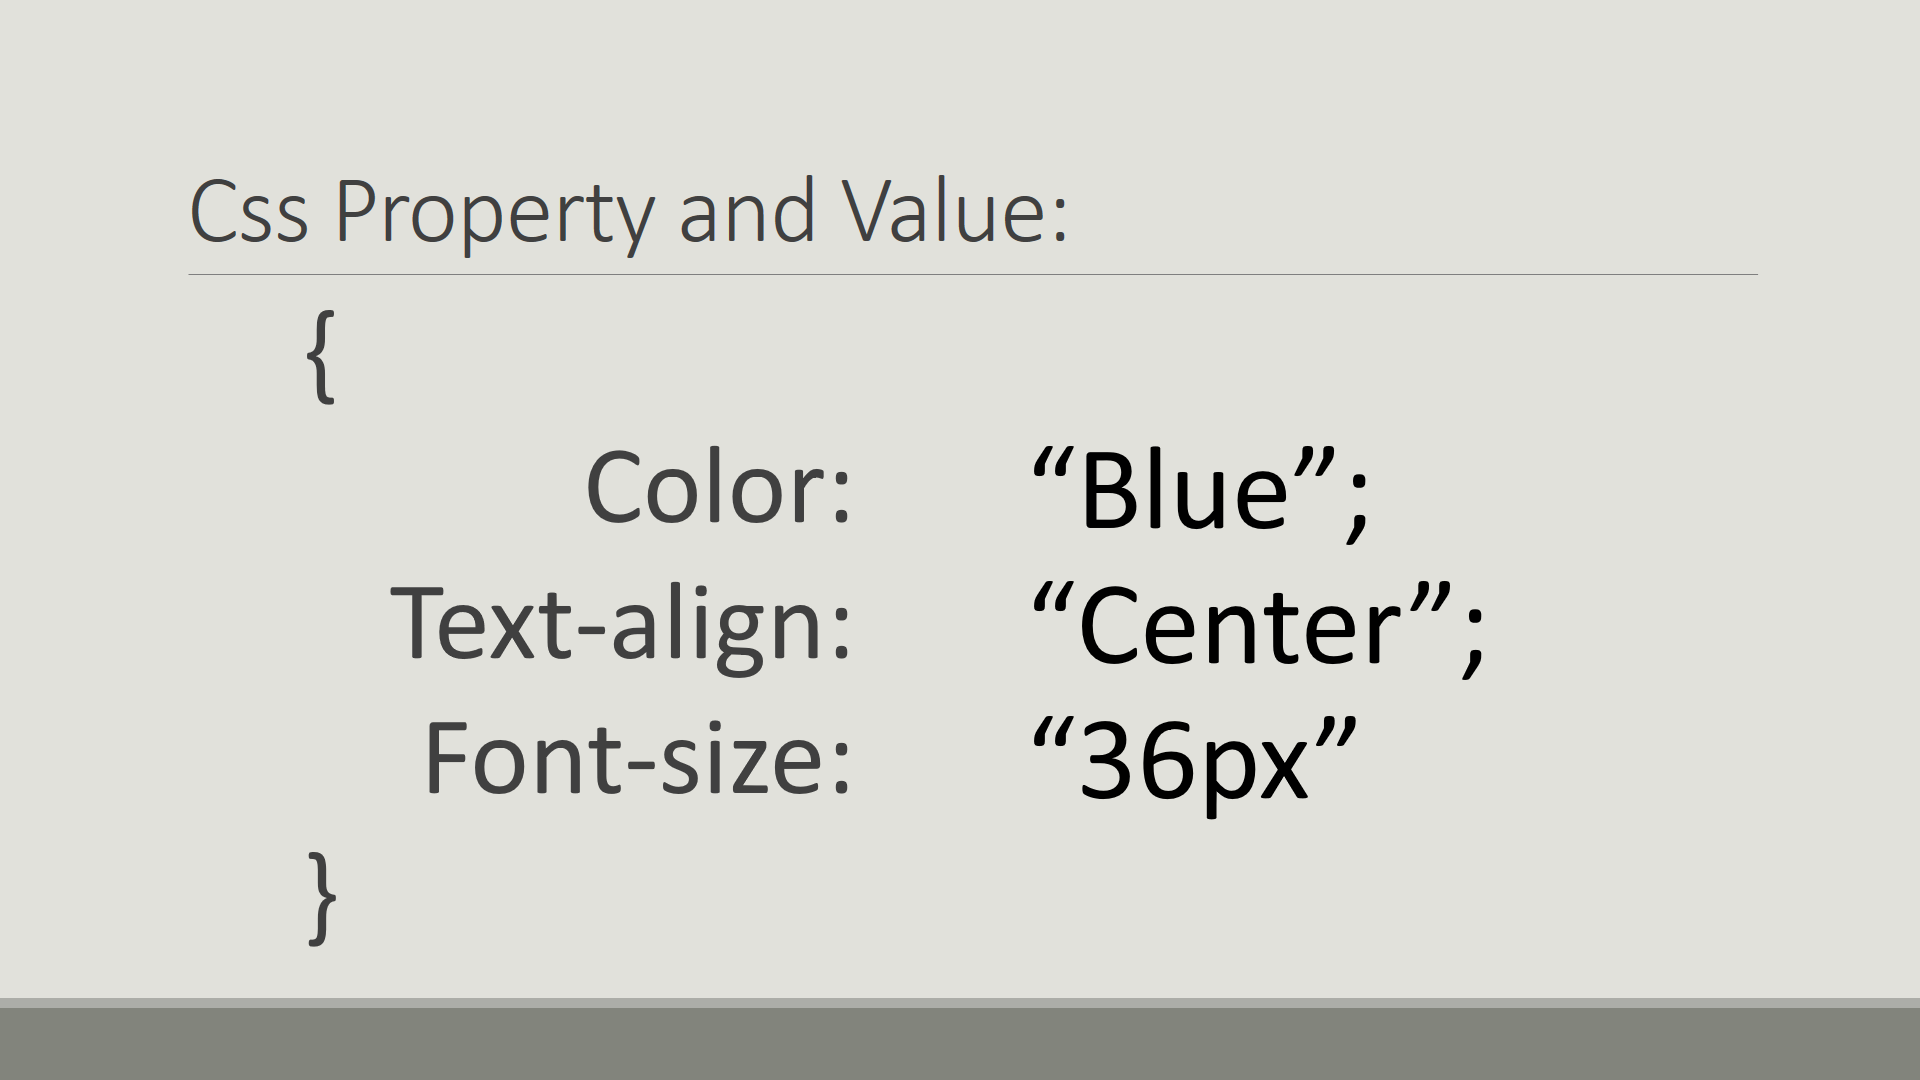 Css Property and Value:
{
Color: “Blue”;
Text-align: “Center”;
Font-size: “36px”
}